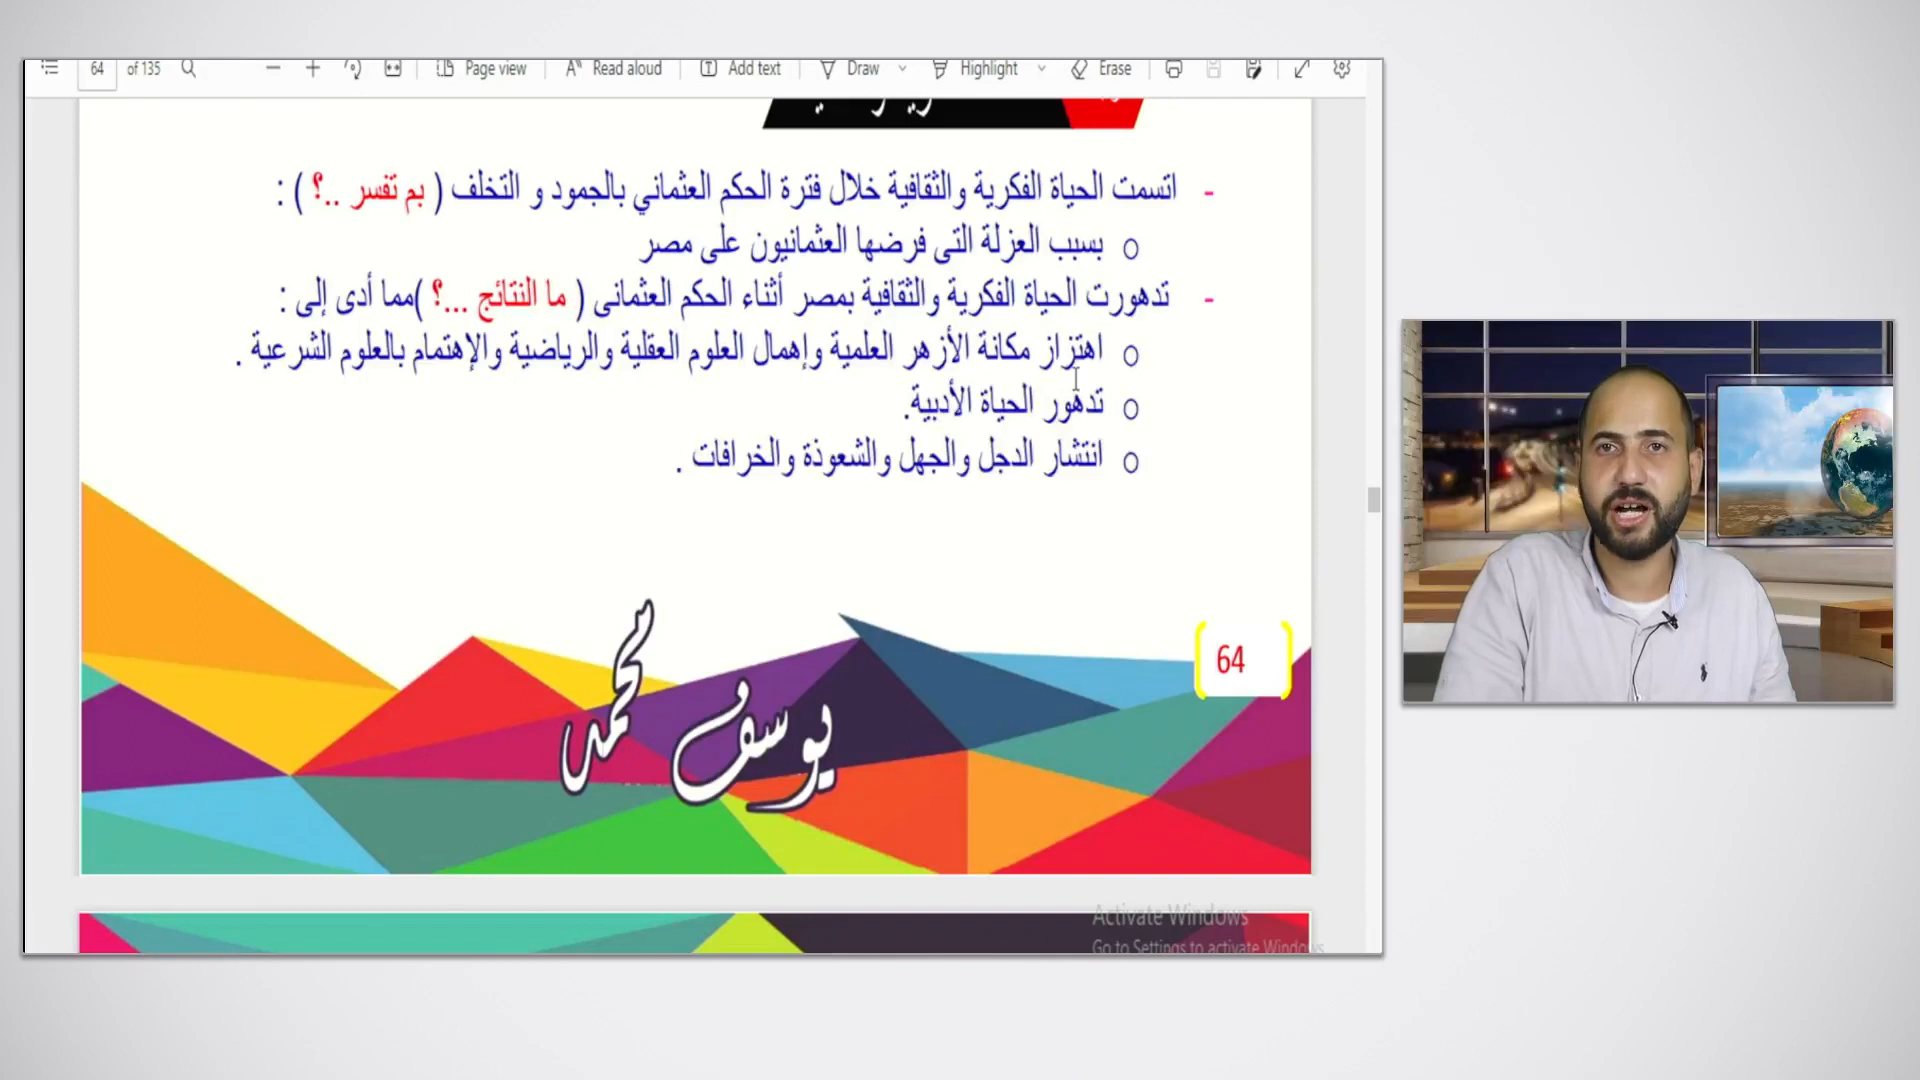 64 of 135 Page view Read aloud Add text Draw Highlight Erase
- اتسمت الحياة الفكرية والثقافية خلال فترة الحكم العثماني بالجمود و التخلف ( بم تفسر ..؟ ) :
o بسبب العزلة التى فرضها العثمانيون على مصر
- تدهورت الحياة الفكرية والثقافية بمصر أثناء الحكم العثمانى ( ما النتائج ...؟ )مما أدى إلى :
o اهتزاز مكانة الأزهر العلمية وإهمال العلوم العقلية والرياضية والإهتمام بالعلوم الشرعية .
o تدهور الحياة الأدبية.
o انتشار الدجل والجهل والشعوذة والخرافات .
64
محمد
يوسف
Activate Windows
Go to Settings to activate Windows